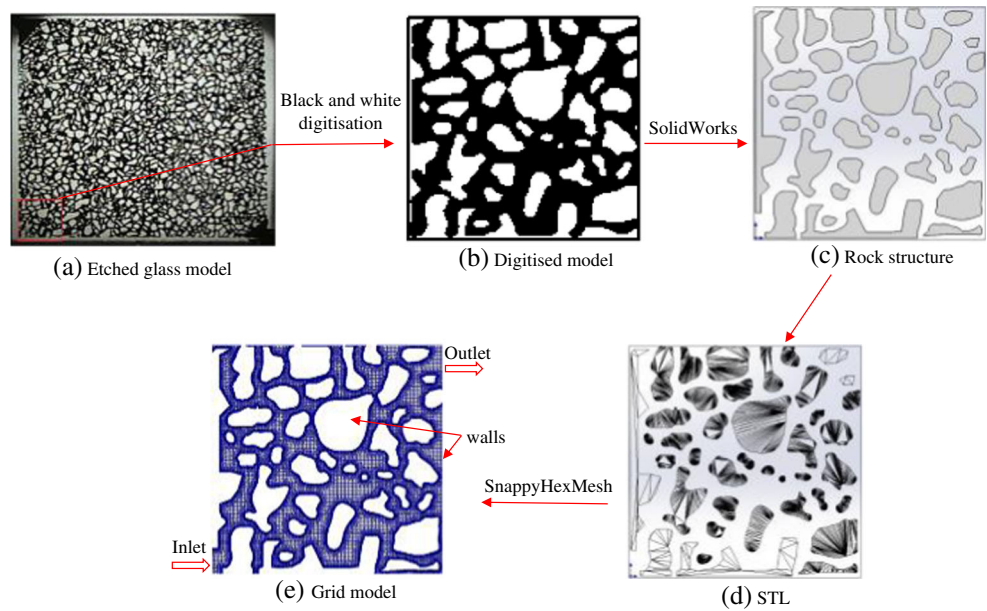 Black and white
digitisation
SolidWorks
(a) Etched glass model
(b) Digitised model
(c) Rock structure
Outlet
walls
SnappyHexMesh
Inlet
(e) Grid model
(d) STL